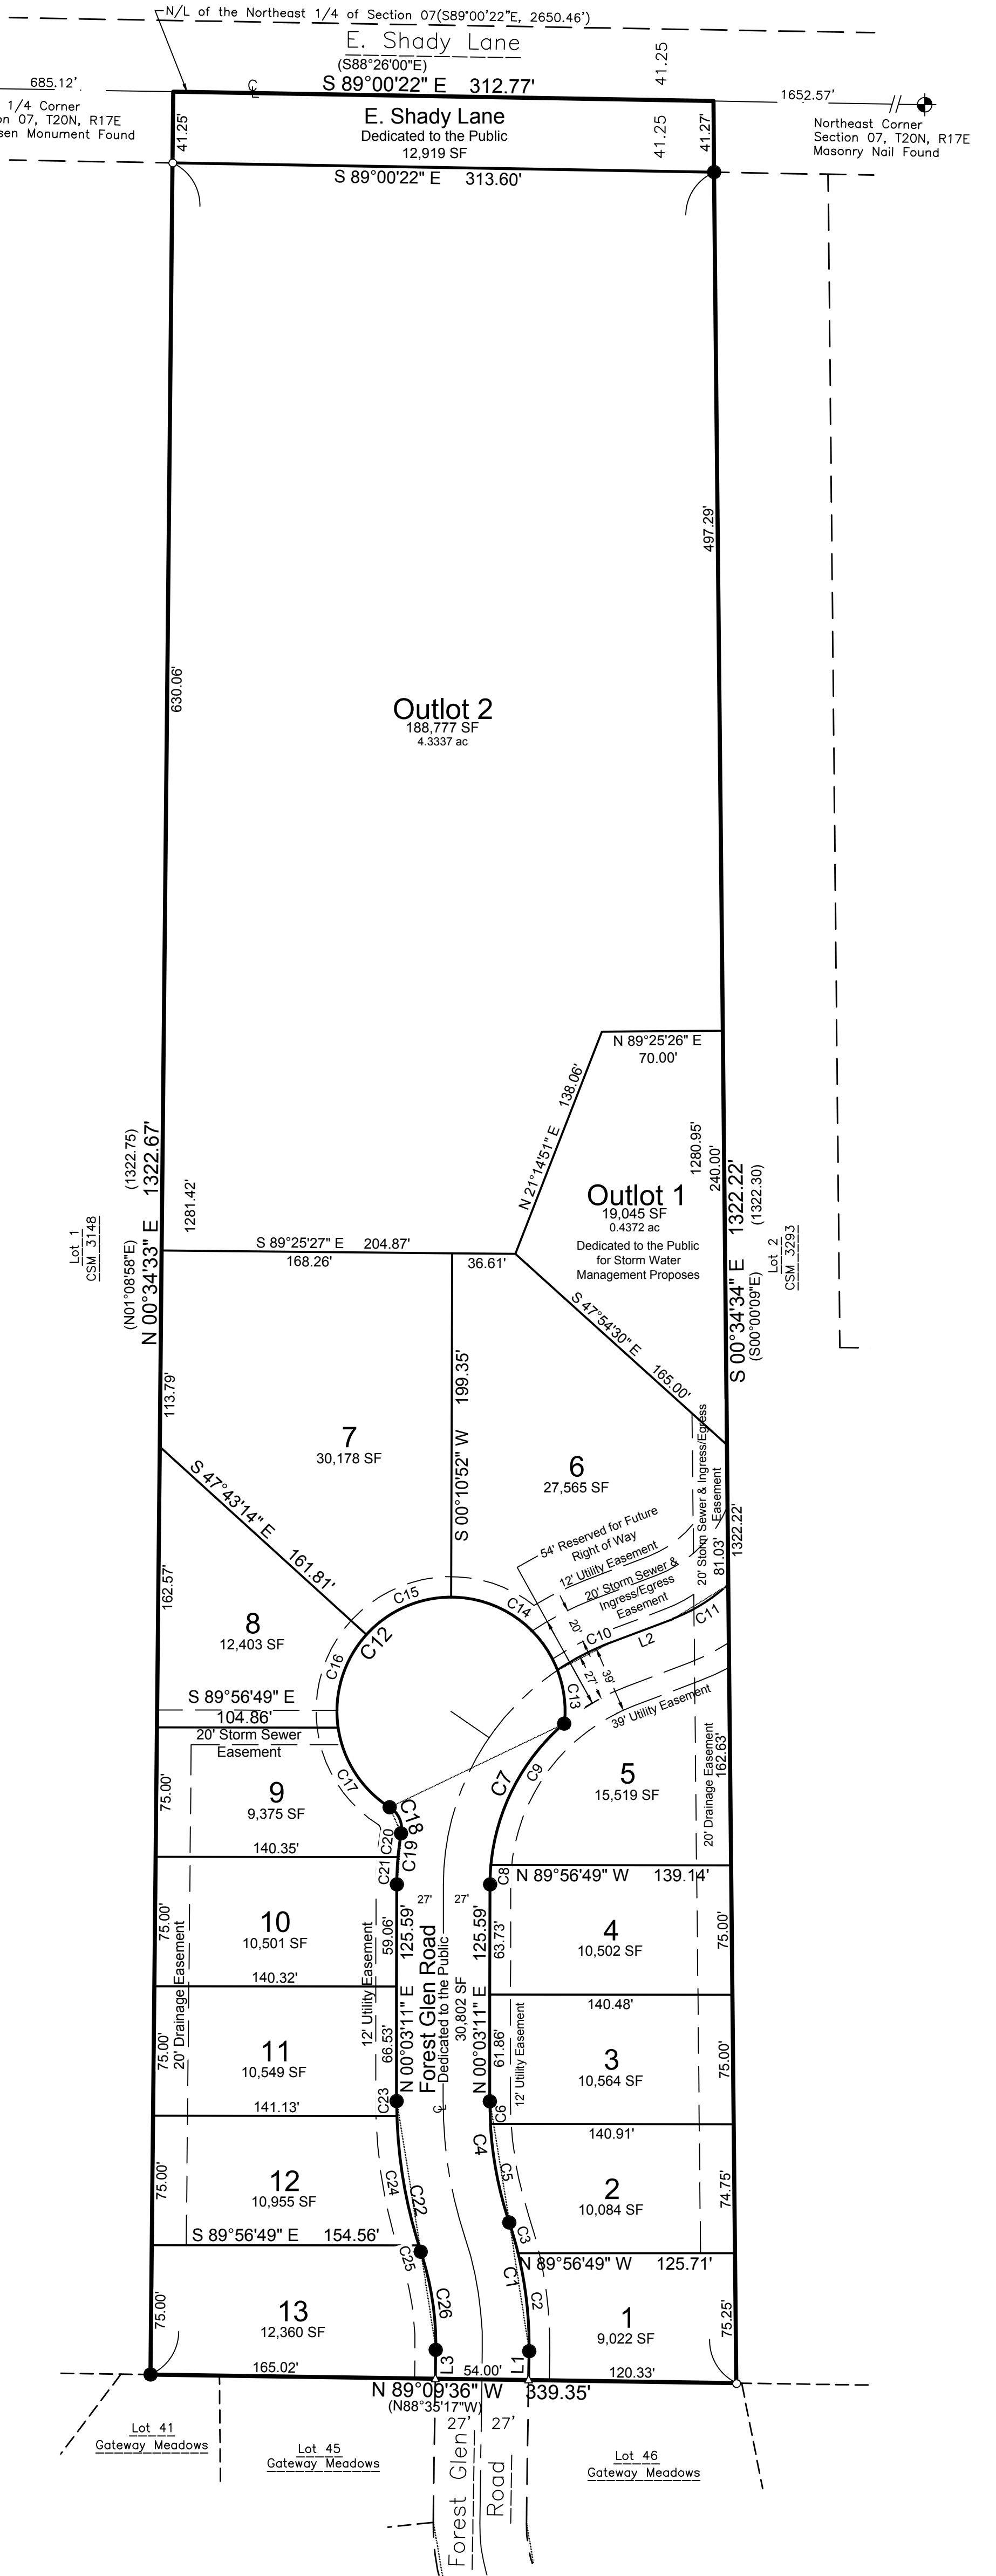 N/L of the Northeast 1/4 of Section 07(S89°00'22"E, 2650.46')
E. Shady Lane
(S88°26'00"E)
S 89°00'22" E 312.77'
41.25
685.12'
1652.57'
1/4 Corner
on 07, T20N, R17E
sen Monument Found
Northeast Corner
Section 07, T20N, R17E
Masonry Nail Found
E. Shady Lane
Dedicated to the Public
12,919 SF
41.25'
41.25
41.27'
S 89°00'22" E 313.60'
497.29'
630.06'
Outlot 2
188,777 SF
4.3337 ac
N 89°25'26" E
70.00'
N 21°14'51" E 138.06'
Outlot 1
19,045 SF
0.4372 ac
Dedicated to the Public
for Storm Water
Management Proposes
1280.95'
240.00'
S 00°34'34" E 1322.22'
(S00°00'09"E) (1322.30)
Lot 2
CSM 3293
Lot 1
CSM 3148
(N01°08'58"E) (1322.75)
N 00°34'33" E 1322.67'
1281.42'
S 89°25'27" E 204.87'
168.26'
36.61'
S 47°54'30" E 165.00'
113.79'
S 00°10'52" W 199.35'
7
30,178 SF
6
27,565 SF
S 47°43'14" E 161.81'
20' Storm Sewer & Ingress/Egress
Easement
81.03'
1322.22'
54' Reserved for Future
Right of Way
12' Utility Easement
20' Storm Sewer &
Ingress/Egress
Easement
162.57'
8
12,403 SF
C15
C14
C12
C16
C10
L2
C11
20'
27'
39'
C13
39' Utility Easement
S 89°56'49" E
104.86'
20' Storm Sewer
Easement
C17
C7
C9
5
15,519 SF
20' Drainage Easement
162.63'
75.00'
9
9,375 SF
C18
C20
C19
C21
140.35'
C8
N 89°56'49" W 139.14'
27'
27'
75.00'
10
10,501 SF
20' Drainage Easement
12' Utility Easement
59.06'
125.59'
N 00°03'11" E
Forest Glen Road
Dedicated to the Public
30,802 SF
N 00°03'11" E
125.59'
63.73'
4
10,502 SF
75.00'
140.32'
140.48'
75.00'
11
10,549 SF
66.53'
61.86'
12' Utility Easement
3
10,564 SF
75.00'
141.13'
C23
C6
140.91'
75.00'
12
10,955 SF
C24
C22
C4
C5
C3
2
10,084 SF
74.75'
S 89°56'49" E 154.56'
C25
N 89°56'49" W 125.71'
75.00'
13
12,360 SF
C26
C1
C2
1
9,022 SF
75.25'
165.02'
L3
54.00'
L1
120.33'
N 89°09'36" W 339.35'
(N88°35'17"W)
27'
27'
Lot 41
Gateway Meadows
Lot 45
Gateway Meadows
Lot 46
Gateway Meadows
Forest Glen
Road